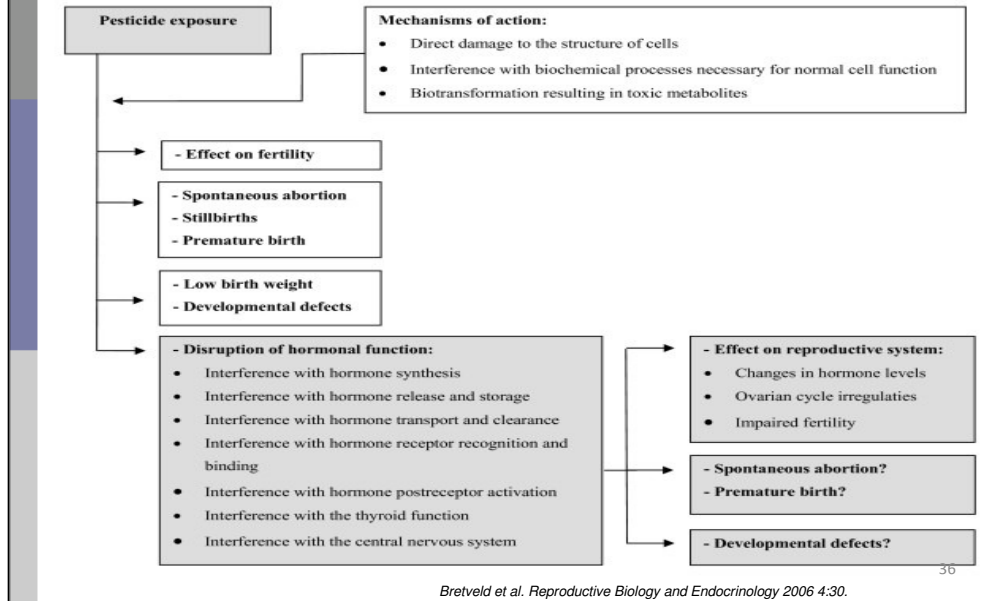 Pesticide exposure
Mechanisms of action:
• Direct damage to the structure of cells
• Interference with biochemical processes necessary for normal cell function
• Biotransformation resulting in toxic metabolites
- Effect on fertility
- Spontaneous abortion
- Stillbirths
- Premature birth
- Low birth weight
- Developmental defects
- Disruption of hormonal function:
• Interference with hormone synthesis
• Interference with hormone release and storage
• Interference with hormone transport and clearance
• Interference with hormone receptor recognition and
binding
• Interference with hormone postreceptor activation
• Interference with the thyroid function
• Interference with the central nervous system
- Effect on reproductive system:
• Changes in hormone levels
• Ovarian cycle irregulaties
• Impaired fertility
- Spontaneous abortion?
- Premature birth?
- Developmental defects?
36
Bretveld et al. Reproductive Biology and Endocrinology 2006 4:30.